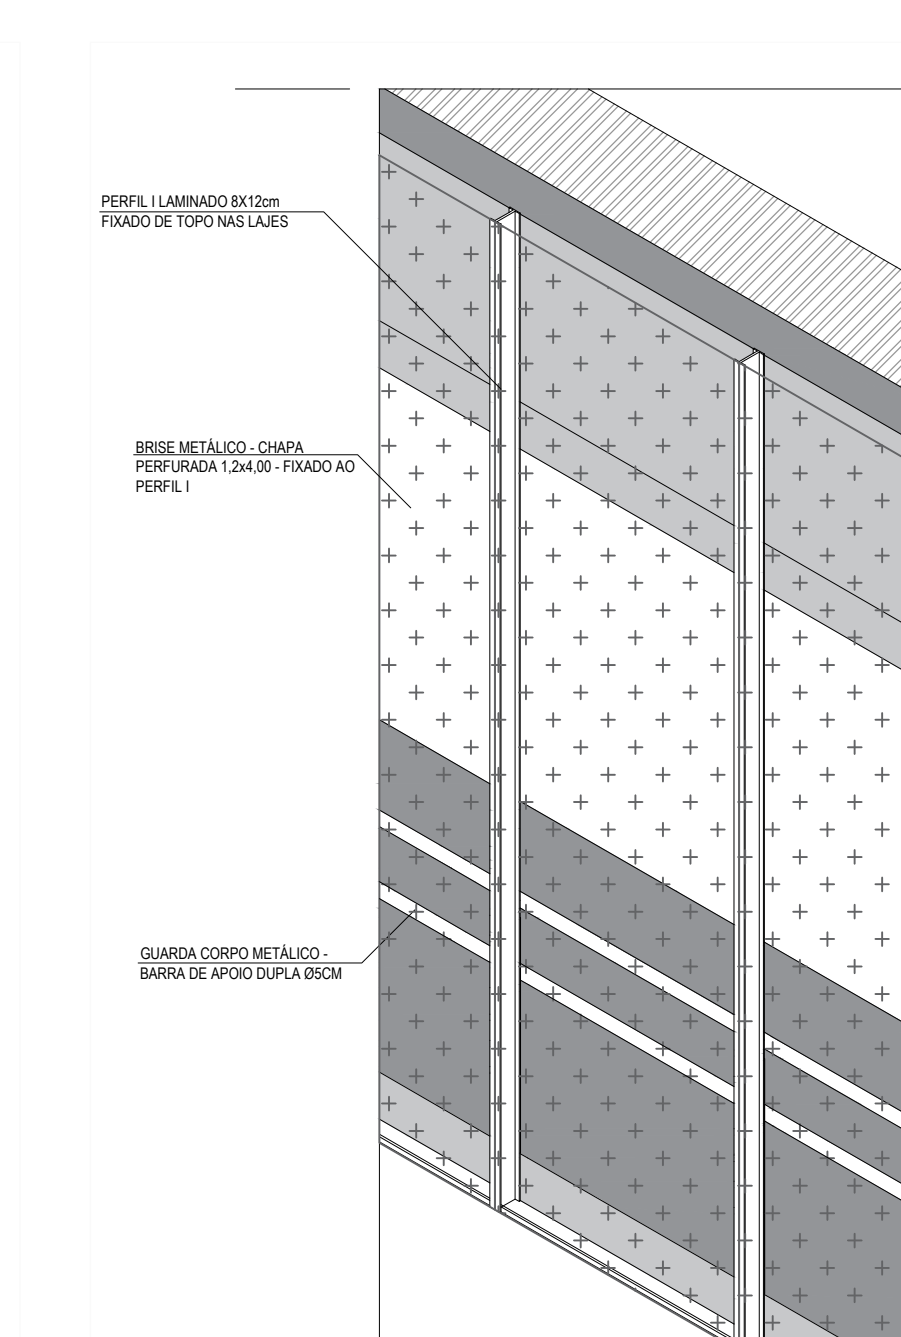 PERFIL I LAMINADO 8X12cm
FIXADO DE TOPO NAS LAJES
BRISE METÁLICO - CHAPA
PERFURADA 1,2x4,00 - FIXADO AO
PERFIL I
GUARDA CORPO METÁLICO -
BARRA DE APOIO DUPLA Ø5CM